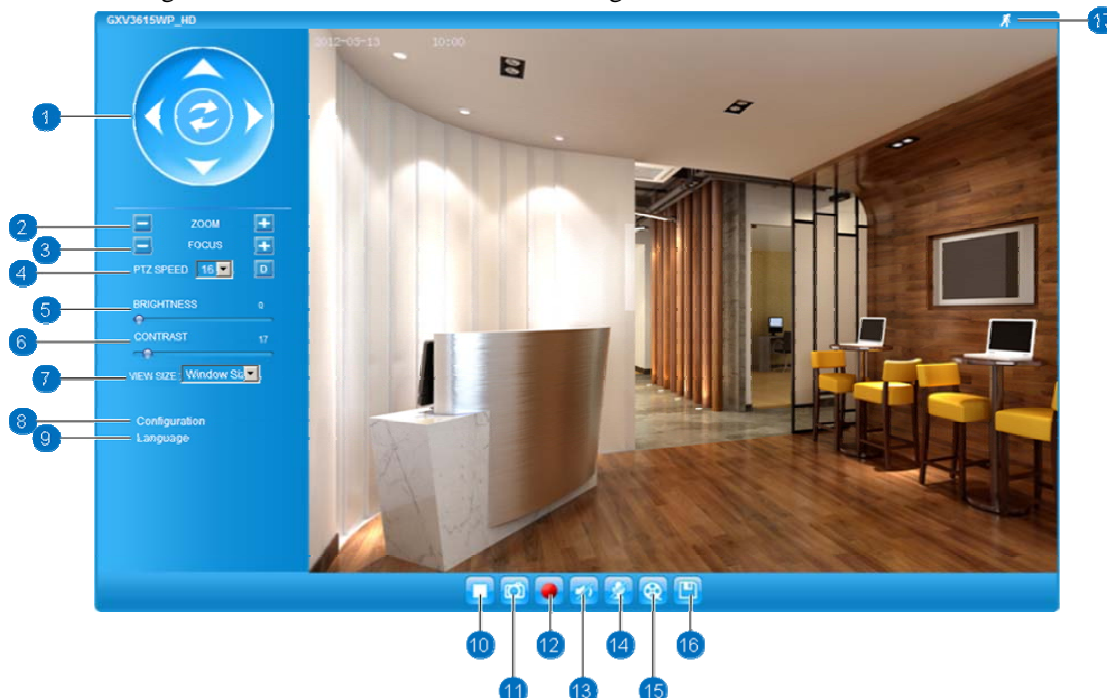 GXV3615WP_HD
2012-03-13 10:00
1
2 ZOOM
3 FOCUS
4 PTZ SPEED 16 D
5 BRIGHTNESS 0
6 CONTRAST 17
7 VIEW SIZE : Window Siz
8 Configuration
9 Language
10
12
14
16
11
13
15